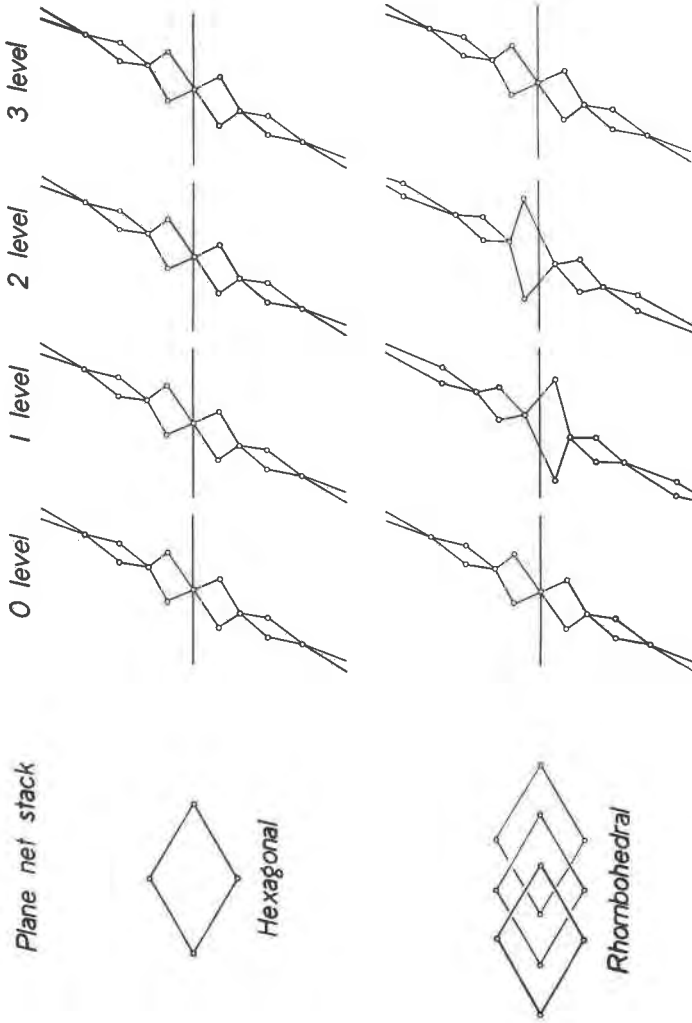 Plane net stack
0 level
1 level
2 level
3 level
Hexagonal
Rhombohedral